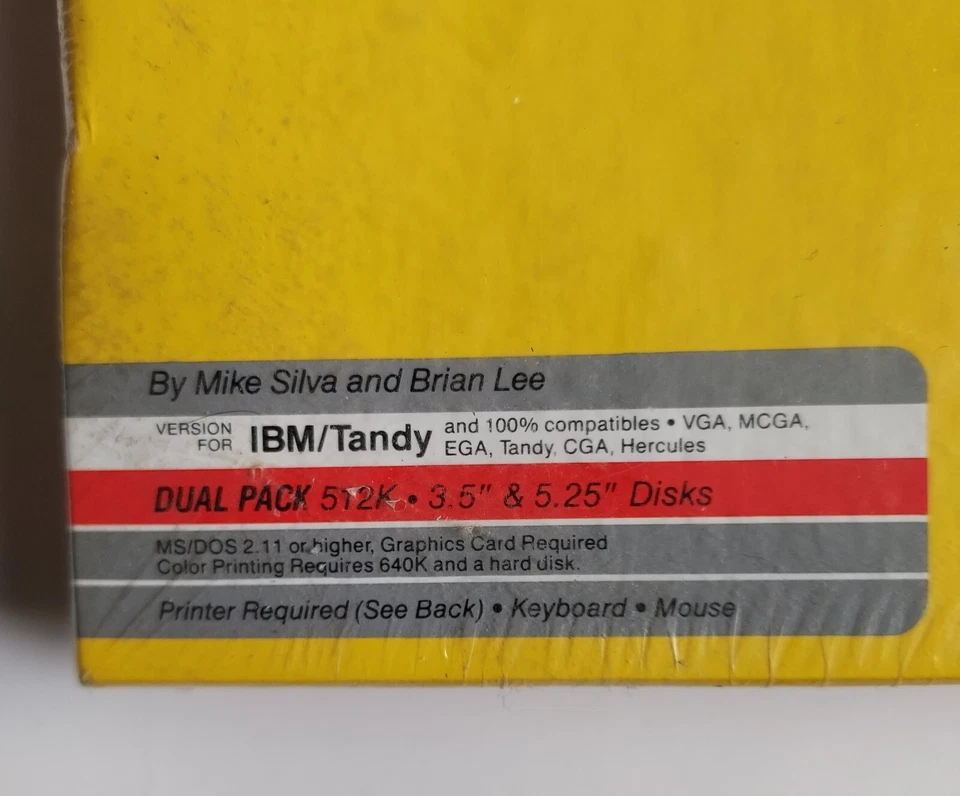 By Mike Silva and Brian Lee
VERSION FOR IBM/Tandy and 100% compatibles • VGA, MCGA,
EGA, Tandy, CGA, Hercules
DUAL PACK 512K • 3.5" & 5.25" Disks
MS/DOS 2.11 or higher, Graphics Card Required
Color Printing Requires 640K and a hard disk.
Printer Required (See Back) • Keyboard • Mouse